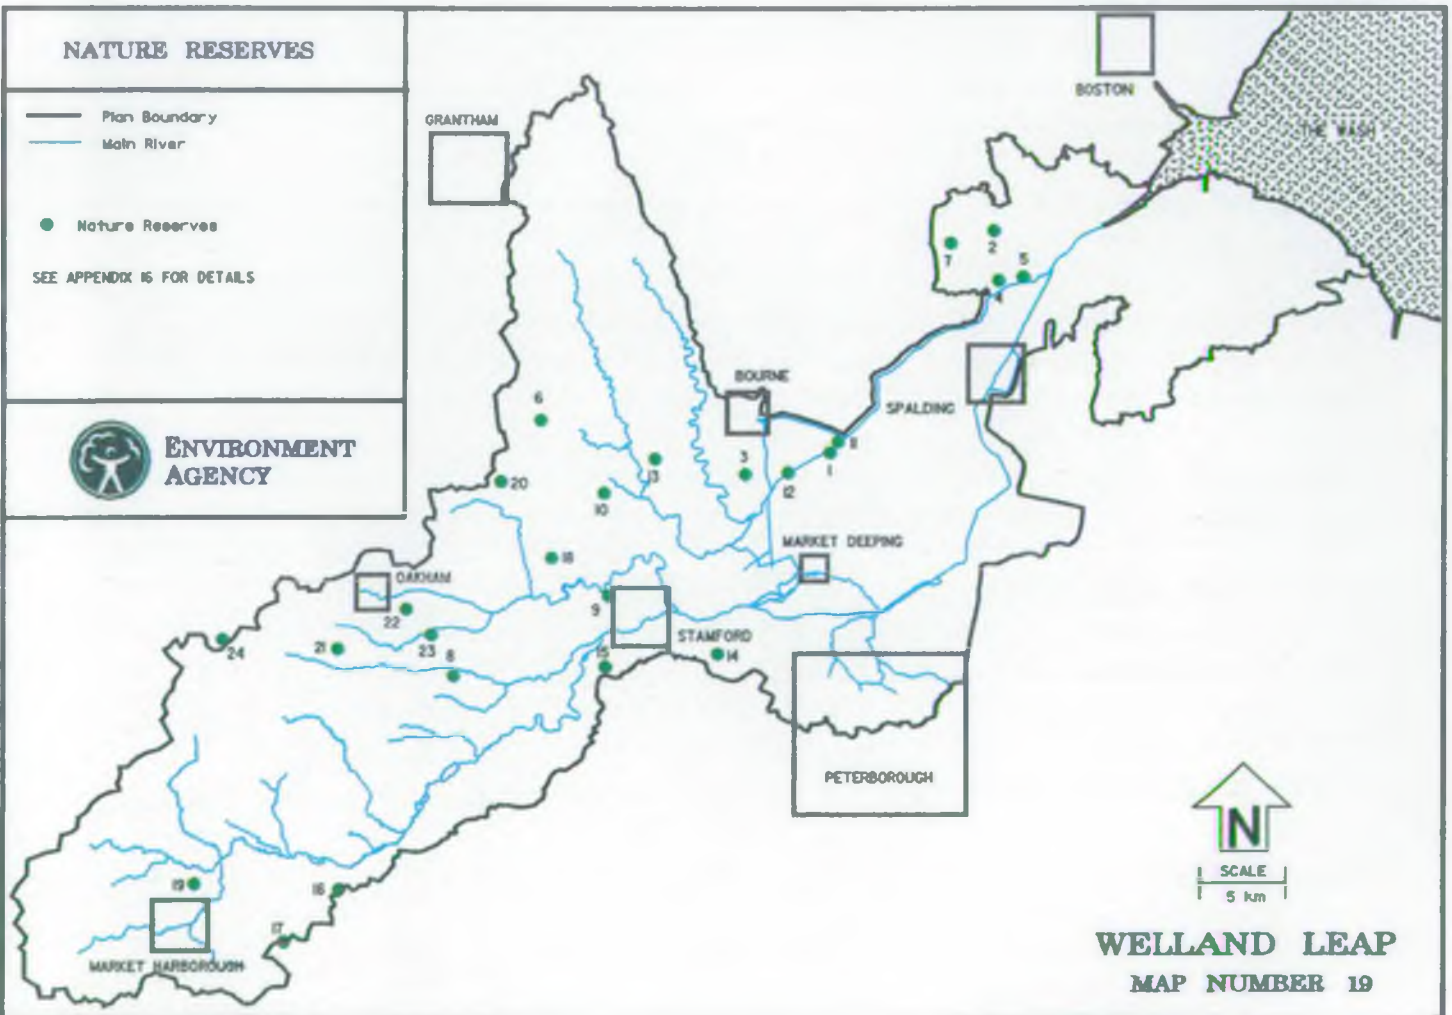 NATURE RESERVES
Plan Boundary
Main River
Nature Reserves
SEE APPENDIX 16 FOR DETAILS
ENVIRONMENT
AGENCY
BOSTON
THE WASH
GRANTHAM
2
7
5
4
BOURNE
SPALDING
6
11
1
3
13
12
20
10
MARKET DEEPING
18
OAKHAM
22
9
STAMFORD
24
21
23
8
15
14
PETERBOROUGH
N
SCALE
5 km
19
16
17
MARKET HARBOROUGH
WELLAND LEAP
MAP NUMBER 19